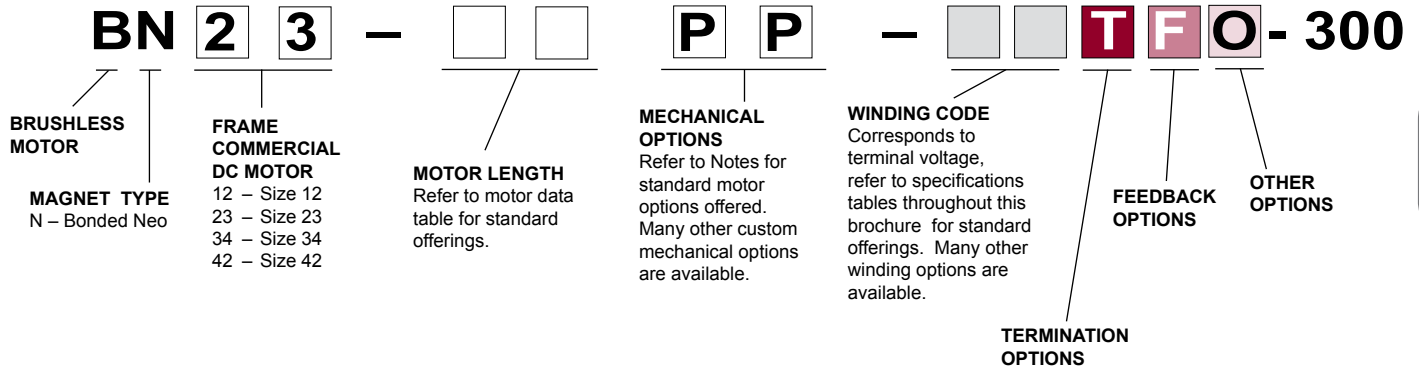 BN 2 3 – PP – T F O - 300
BRUSHLESS
MOTOR
MAGNET TYPE
N – Bonded Neo
FRAME
COMMERCIAL
DC MOTOR
12 – Size 12
23 – Size 23
34 – Size 34
42 – Size 42
MOTOR LENGTH
Refer to motor data
table for standard
offerings.
MECHANICAL
OPTIONS
Refer to Notes for
standard motor
options offered.
Many other custom
mechanical options
are available.
WINDING CODE
Corresponds to
terminal voltage,
refer to specifications
tables throughout this
brochure for standard
offerings. Many other
winding options are
available.
TERMINATION
OPTIONS
FEEDBACK
OPTIONS
OTHER
OPTIONS